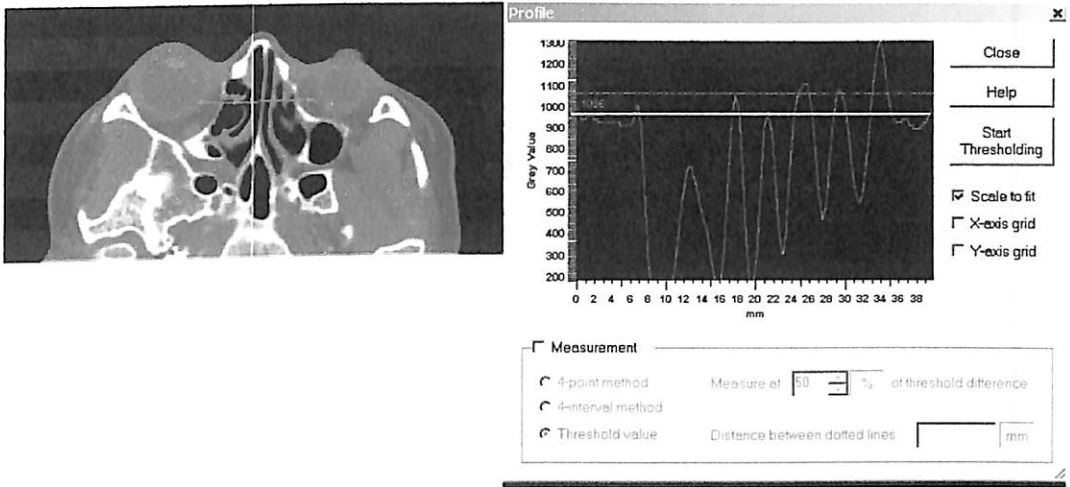 Profile
Close
Help
Start
Thresholding
Scale to fit
X-axis grid
Y-axis grid
Grey Value
1300
1200
1100
1000
900
800
700
600
500
400
300
200
0 2 4 6 8 10 12 14 16 18 20 22 24 26 28 30 32 34 36 38
mm
Measurement
4-point method
Measure at 50 % of threshold difference
4-interval method
Threshold value
Distance between dotted lines mm